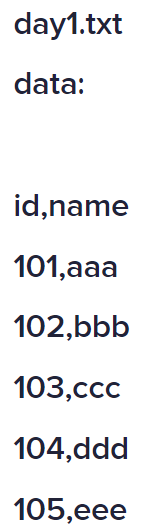 day1.txt
data:
id,name
101,aaa
102,bbb
103,ccc
104,ddd
105,eee